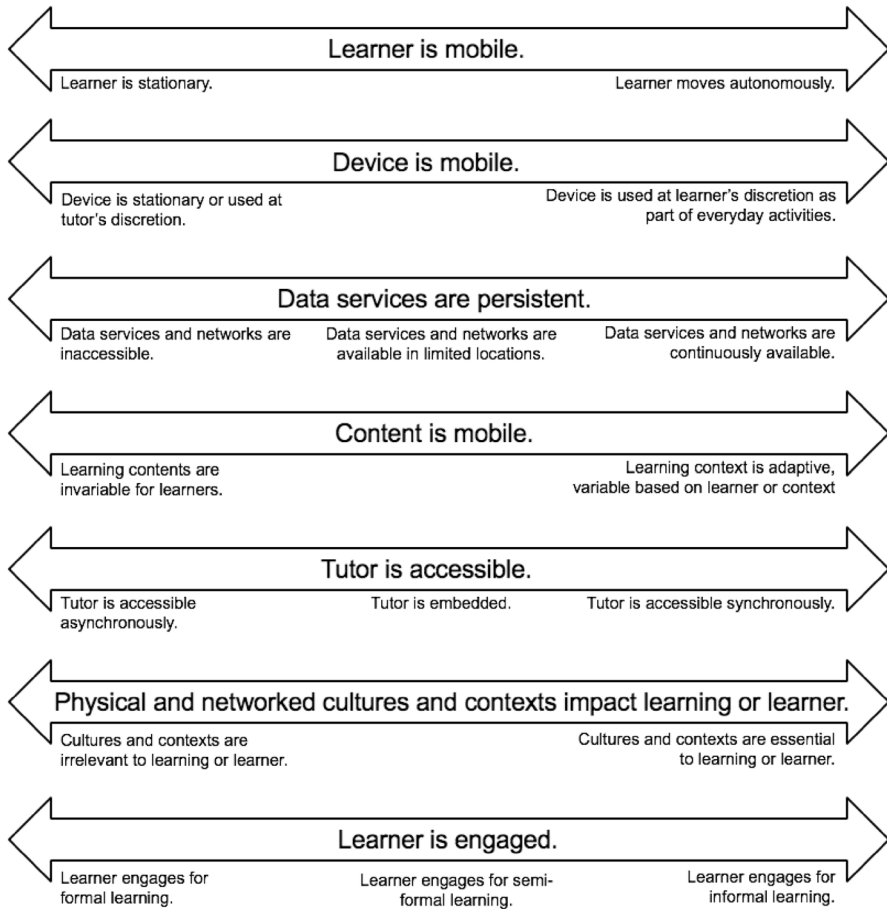 Learner is mobile.
Learner is stationary.
Learner moves autonomously.
Device is mobile.
Device is stationary or used at
tutor's discretion.
Device is used at learner's discretion as
part of everyday activities.
Data services are persistent.
Data services and networks are
inaccessible.
Data services and networks are
available in limited locations.
Data services and networks are
continuously available.
Content is mobile.
Learning contents are
invariable for learners.
Learning context is adaptive,
variable based on learner or context
Tutor is accessible.
Tutor is accessible
asynchronously.
Tutor is embedded.
Tutor is accessible synchronously.
Physical and networked cultures and contexts impact learning or learner.
Cultures and contexts are
irrelevant to learning or learner.
Cultures and contexts are essential
to learning or learner.
Learner is engaged.
Learner engages for
formal learning.
Learner engages for semi-
formal learning.
Learner engages for
informal learning.